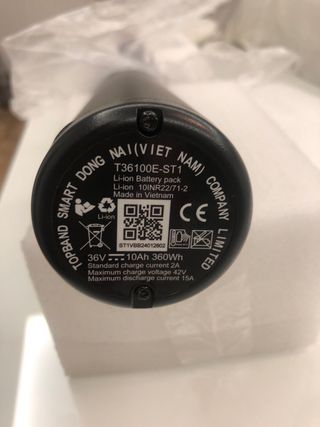 TOPBAND SMART DONG NAI(VIET NAM) COMPANY LIMITED
T36100E-ST1
Li-ion Battery pack
Li-ion 10INR22/71-2
Made in Vietnam
Li-ion
ST1VBB24012802
36V 10Ah 360Wh
Standard charge current 2A
Maximum charge voltage 42V
Maximum discharge current 15A